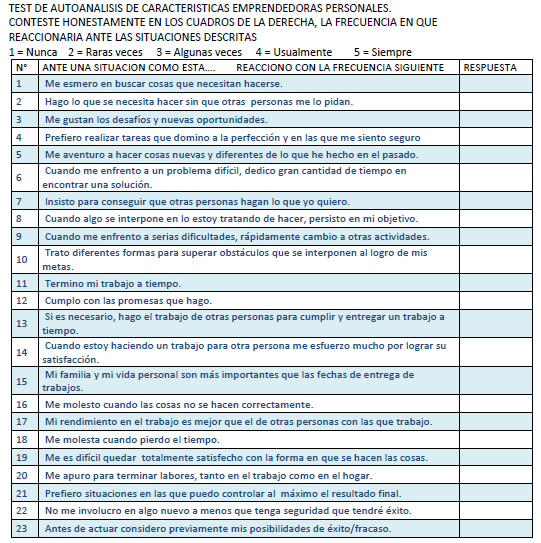 TEST DE AUTOANALISIS DE CARACTERISTICAS EMPRENDEDORAS PERSONALES.
CONTESTE HONESTAMENTE EN LOS CUADROS DE LA DERECHA, LA FRECUENCIA EN QUE
REACCIONARIA ANTE LAS SITUACIONES DESCRITAS
1 = Nunca 2 = Raras veces 3 = Algunas veces 4 = Usualmente 5 = Siempre
N° ANTE UNA SITUACION COMO ESTA.... REACCIONO CON LA FRECUENCIA SIGUIENTE RESPUESTA
1 Me esmero en buscar cosas que necesitan hacerse.
2 Hago lo que se necesita hacer sin que otras personas me lo pidan.
3 Me gustan los desafíos y nuevas oportunidades.
4 Prefiero realizar tareas que domino a la perfección y en las que me siento seguro
5 Me aventuro a hacer cosas nuevas y diferentes de lo que he hecho en el pasado.
6 Cuando me enfrento a un problema difícil, dedico gran cantidad de tiempo en
encontrar una solución.
7 Insisto para conseguir que otras personas hagan lo que yo quiero.
8 Cuando algo se interpone en lo estoy tratando de hacer, persisto en mi objetivo.
9 Cuando me enfrento a serias dificultades, rápidamente cambio a otras actividades.
10 Trato diferentes formas para superar obstáculos que se interponen al logro de mis
metas.
11 Termino mi trabajo a tiempo.
12 Cumplo con las promesas que hago.
13 Si es necesario, hago el trabajo de otras personas para cumplir y entregar un trabajo a
tiempo.
14 Cuando estoy haciendo un trabajo para otra persona me esfuerzo mucho por lograr su
satisfacción.
15 Mi familia y mi vida personal son más importantes que las fechas de entrega de
trabajos.
16 Me molesto cuando las cosas no se hacen correctamente.
17 Mi rendimiento en el trabajo es mejor que el de otras personas con las que trabajo.
18 Me molesta cuando pierdo el tiempo.
19 Me es difícil quedar totalmente satisfecho con la forma en que se hacen las cosas.
20 Me apuro para terminar labores, tanto en el trabajo como en el hogar.
21 Prefiero situaciones en las que puedo controlar al máximo el resultado final.
22 No me involucro en algo nuevo a menos que tenga seguridad que tendré éxito.
23 Antes de actuar considero previamente mis posibilidades de éxito/fracaso.